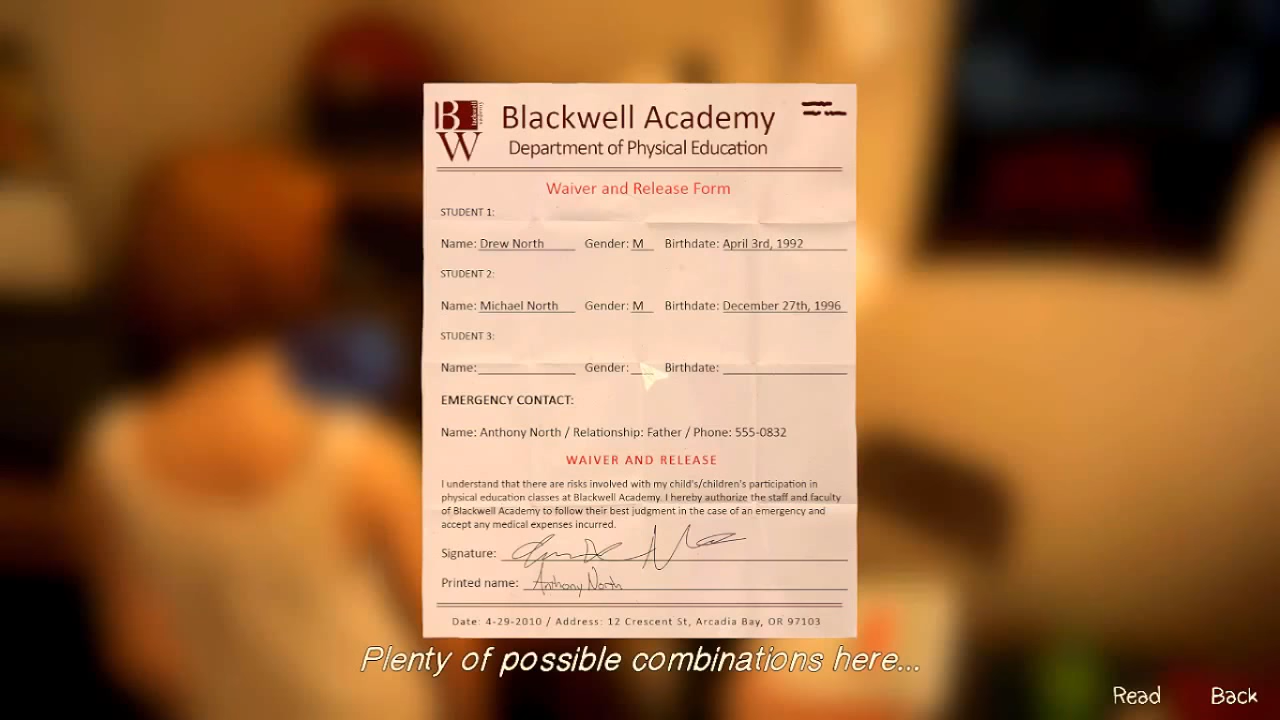 BW
Blackwell Academy
Department of Physical Education
Waiver and Release Form
STUDENT 1:
Name: Drew North Gender: M Birthdate: April 3rd, 1992
STUDENT 2:
Name: Michael North Gender: M Birthdate: December 27th, 1996
STUDENT 3:
Name: Gender: Birthdate:
EMERGENCY CONTACT:
Name: Anthony North / Relationship: Father / Phone: 555-0832
WAIVER AND RELEASE
I understand that there are risks involved with my child's/children's participation in
physical education classes at Blackwell Academy. I hereby authorize the staff and faculty
of Blackwell Academy to follow their best judgment in the case of an emergency and
accept any medical expenses incurred.
Signature:
Printed name: Anthony North
Date: 4-29-2010 / Address: 12 Crescent St, Arcadia Bay, OR 97103
Plenty of possible combinations here...
Read Back